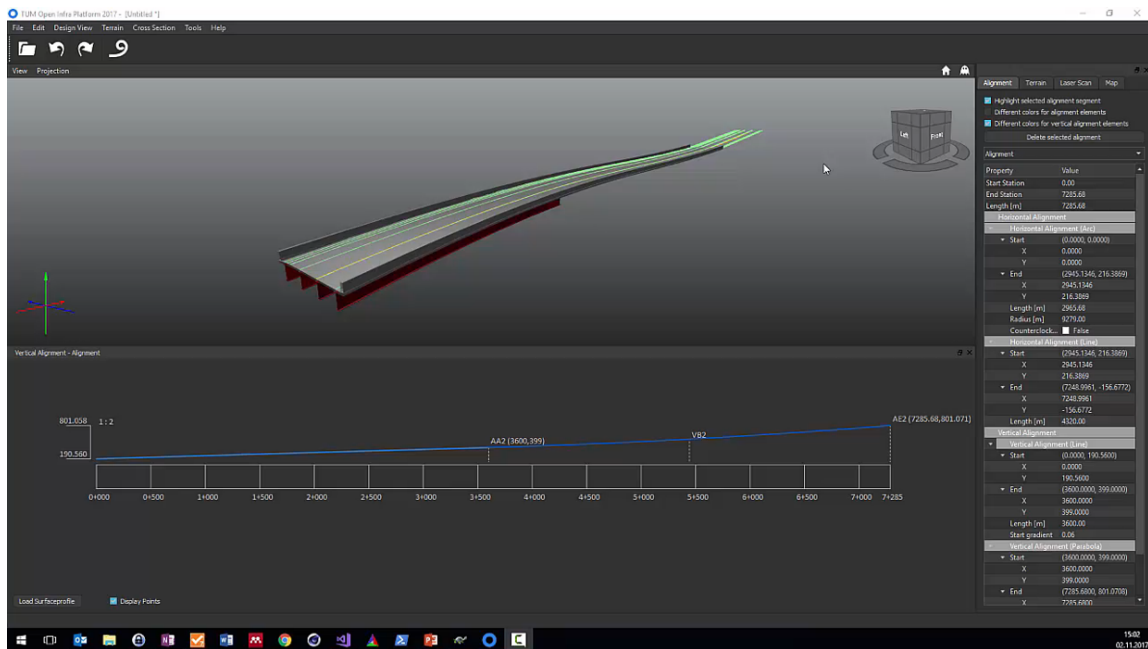 TUM Open Infra Platform 2017 - [Untitled *]
File Edit Design View Terrain Cross Section Tools Help
View Projection
Left Front
Alignment Terrain Laser Scan Map
Highlight selected alignment segment
Different colors for alignment elements
Different colors for vertical alignment elements
Delete selected alignment
Alignment
Property Value
Start Station 0.00
End Station 7285.68
Length [m] 7285.68
Horizontal Alignment
Horizontal Alignment (Arc)
Start (0.0000, 0.0000)
X 0.0000
Y 0.0000
End (2945.1346, 216.3869)
X 2945.1346
Y 216.3869
Length [m] 2965.68
Radius [m] 9279.00
Counterclock... False
Horizontal Alignment (Line)
Start (2945.1346, 216.3869)
X 2945.1346
Y 216.3869
End (7248.9961, -156.6772)
X 7248.9961
Y -156.6772
Length [m] 4320.00
Vertical Alignment
Vertical Alignment (Line)
Start (0.0000, 190.5600)
X 0.0000
Y 190.5600
End (3600.0000, 399.0000)
X 3600.0000
Y 399.0000
Length [m] 3600.00
Start gradient 0.06
Vertical Alignment (Parabola)
Start (3600.0000, 399.0000)
X 3600.0000
Y 399.0000
End (7285.6800, 801.0708)
X 7285.6800
Vertical Alignment - Alignment
801.058 1 : 2
190.560
AA2 (3600,399)
VB2
AE2 (7285.68,801.071)
0+000 0+500 1+000 1+500 2+000 2+500 3+000 3+500 4+000 4+500 5+000 5+500 6+000 6+500 7+000 7+285
Load Surfaceprofile Display Points
15:02
02.11.2017